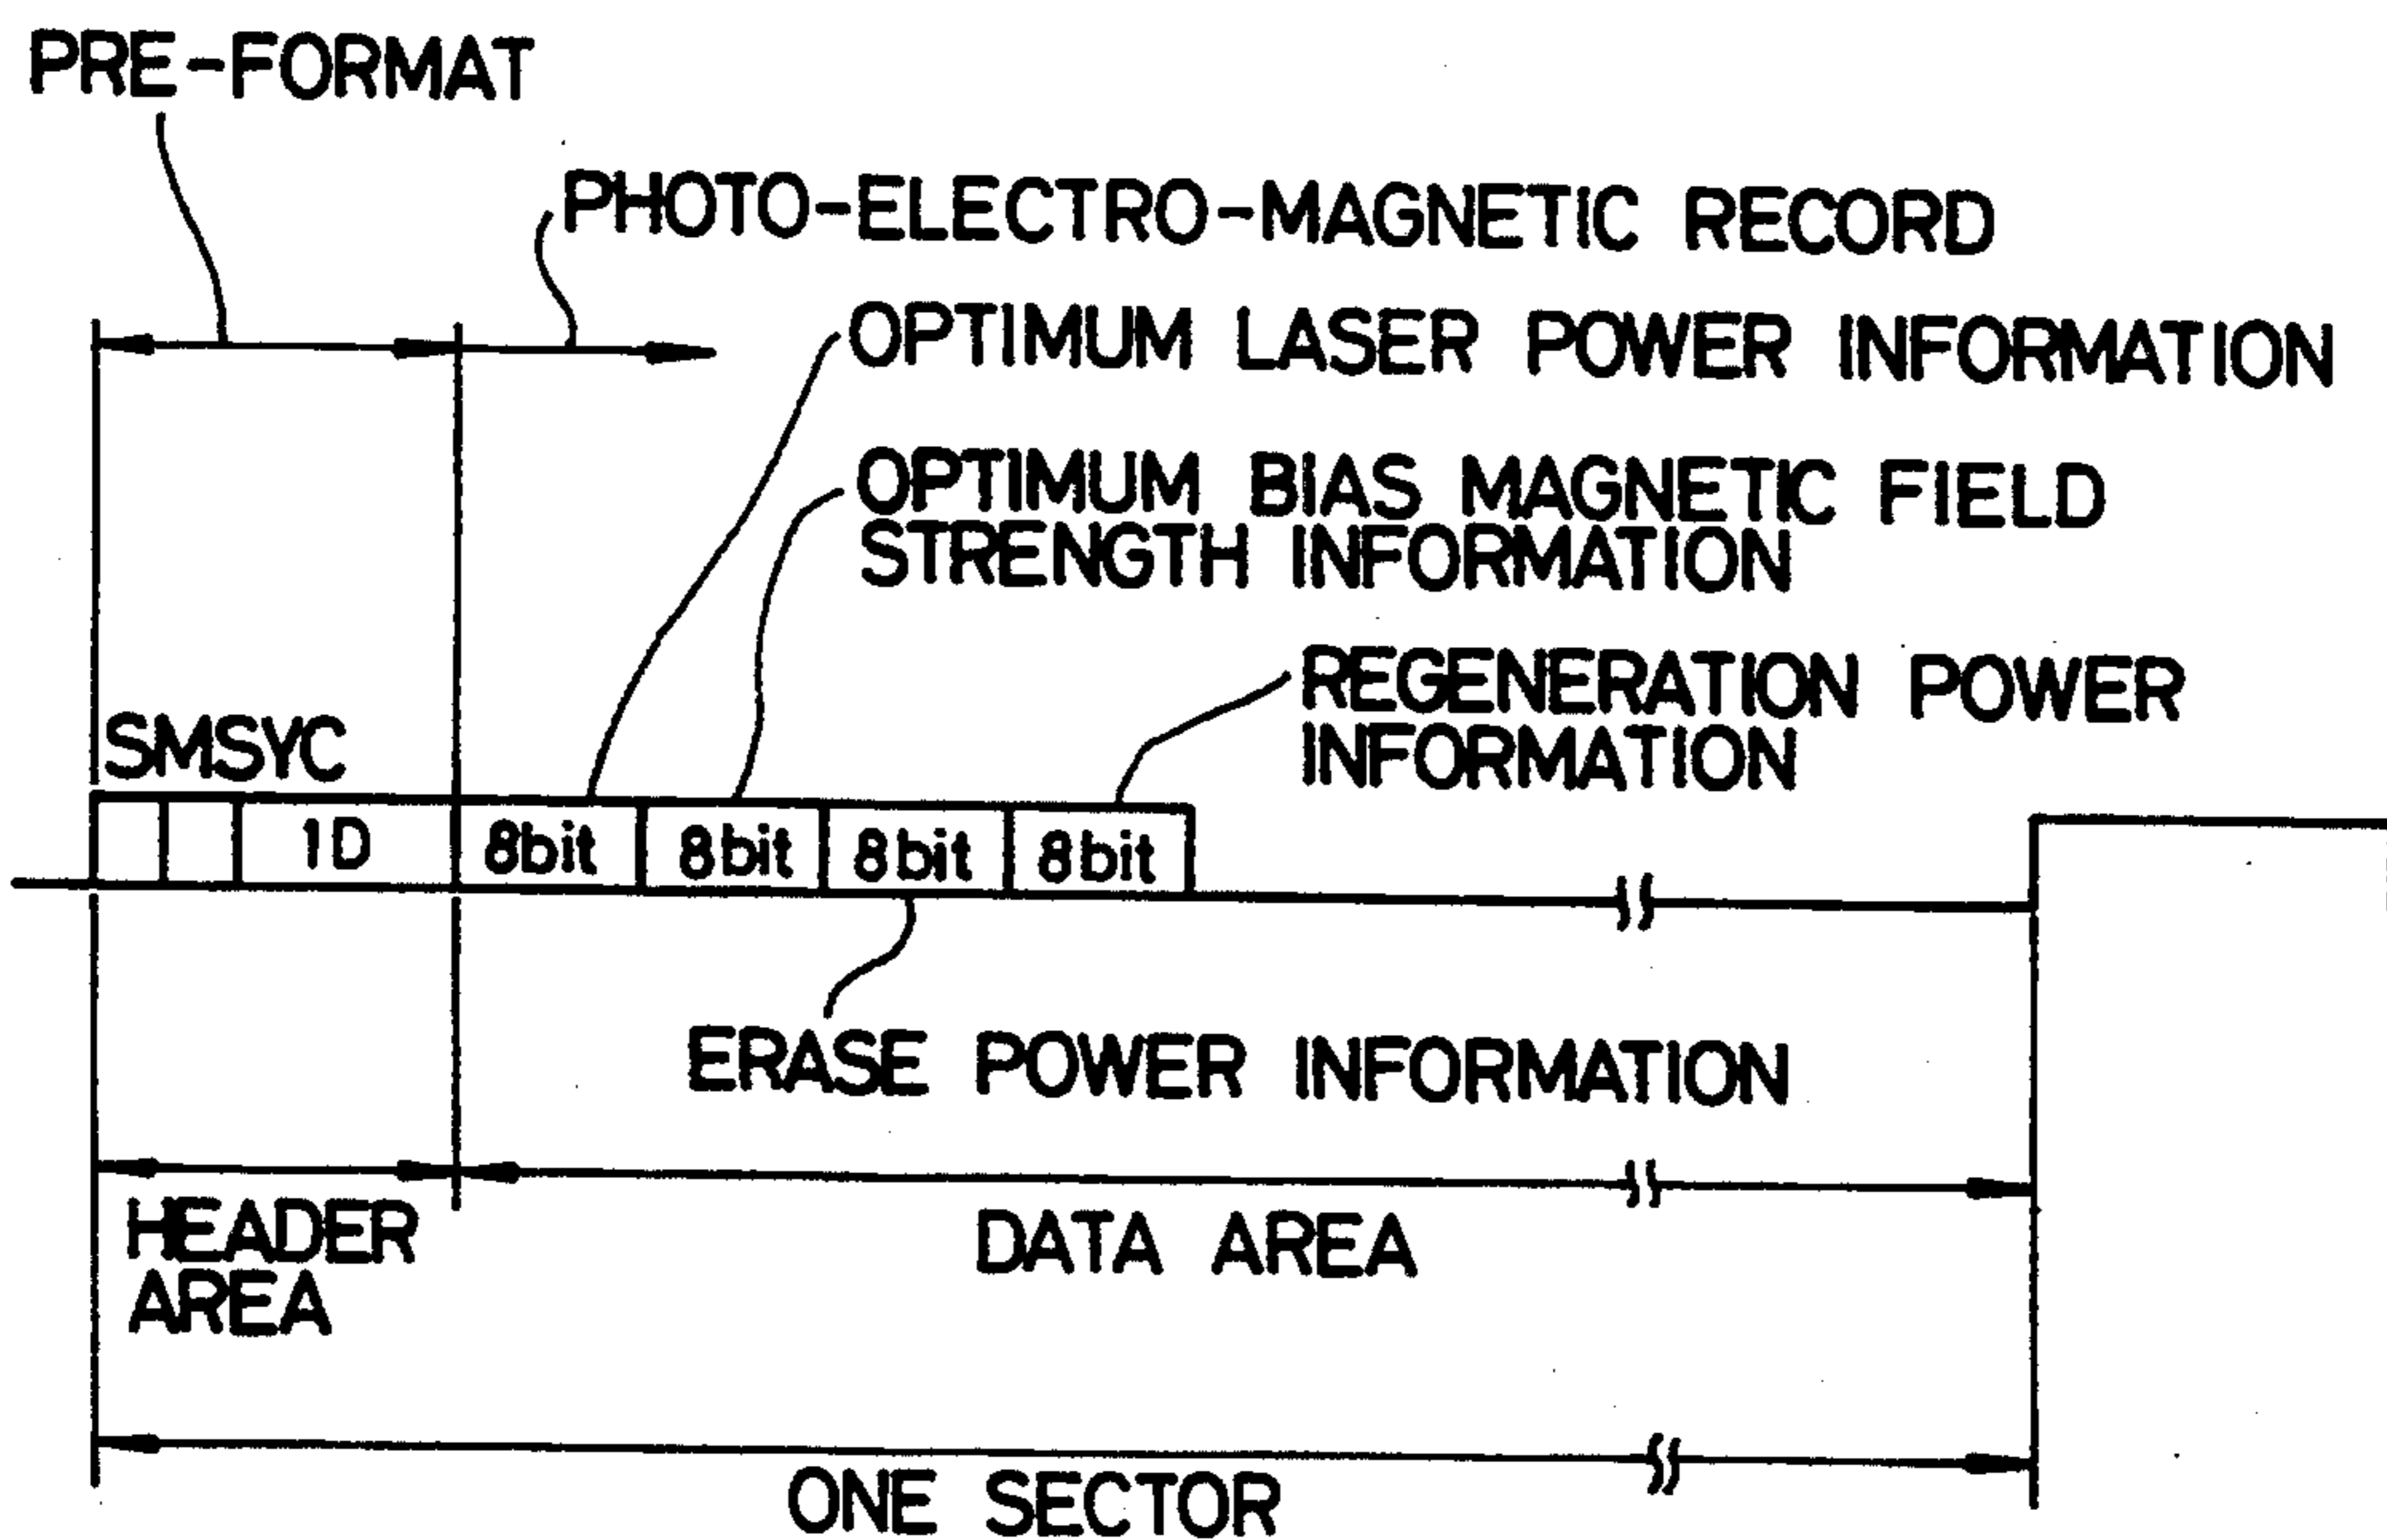 PRE-FORMAT
PHOTO-ELECTRO-MAGNETIC RECORD
OPTIMUM LASER POWER INFORMATION
OPTIMUM BIAS MAGNETIC FIELD
STRENGTH INFORMATION
REGENERATION POWER
INFORMATION
SMSYC
1D 8bit 8bit 8bit 8bit
ERASE POWER INFORMATION
HEADER
AREA
DATA AREA
ONE SECTOR